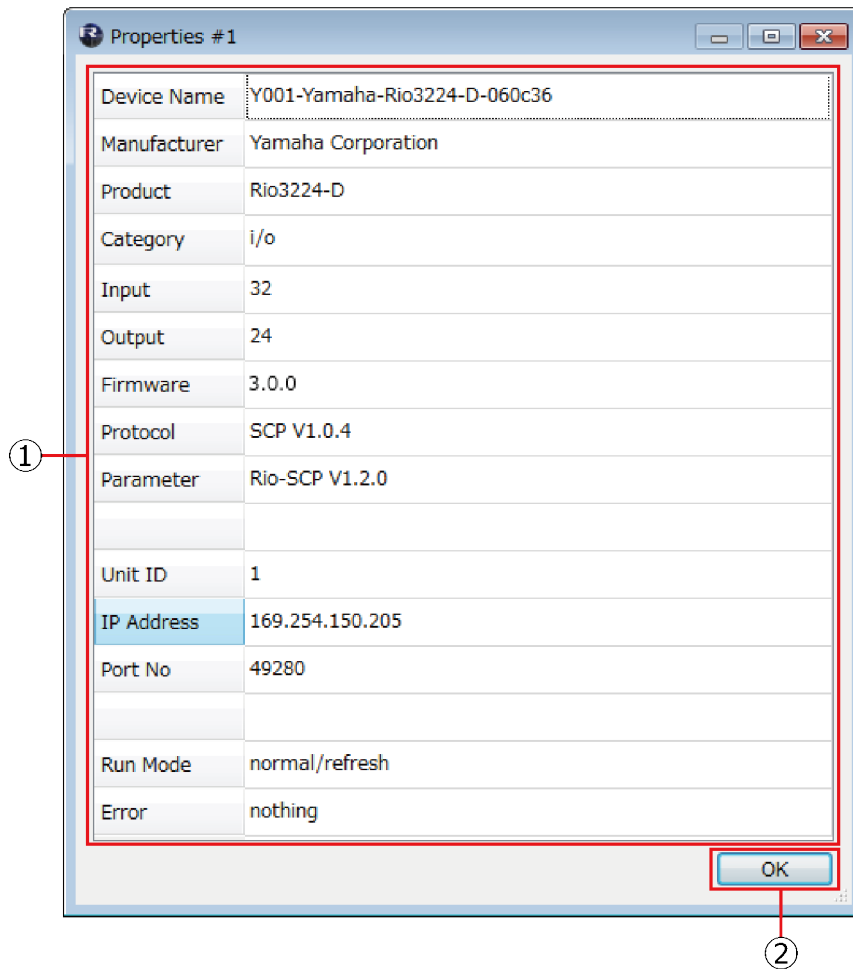 Properties #1
Device Name Y001-Yamaha-Rio3224-D-060c36
Manufacturer Yamaha Corporation
Product Rio3224-D
Category i/o
Input 32
Output 24
Firmware 3.0.0
Protocol SCP V1.0.4
① Parameter Rio-SCP V1.2.0
Unit ID 1
IP Address 169.254.150.205
Port No 49280
Run Mode normal/refresh
Error nothing
OK
②